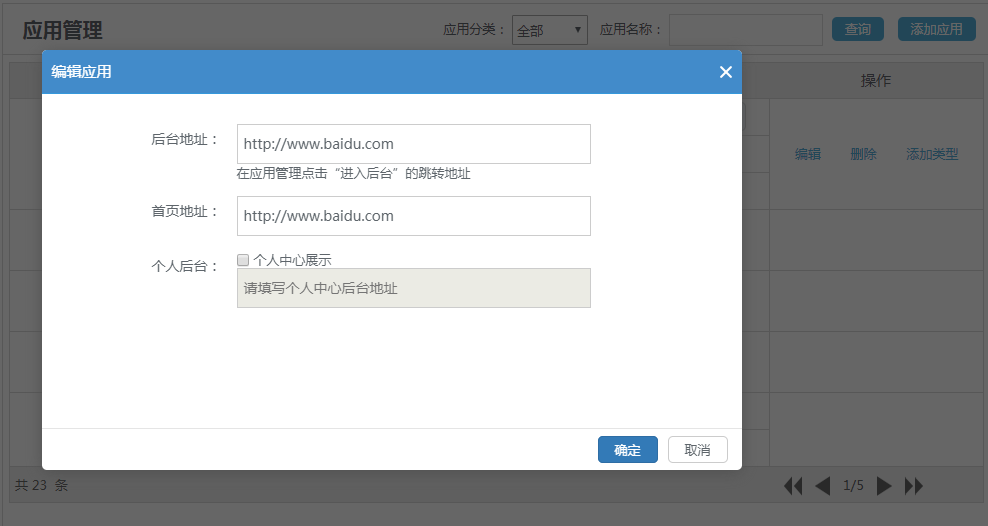 应用管理
应用分类： 全部 应用名称： 查询 添加应用
编辑应用
操作
后台地址： http://www.baidu.com
在应用管理点击“进入后台”的跳转地址
编辑 删除 添加类型
首页地址： http://www.baidu.com
个人后台： 个人中心展示
请填写个人中心后台地址
确定 取消
共 23 条 1/5